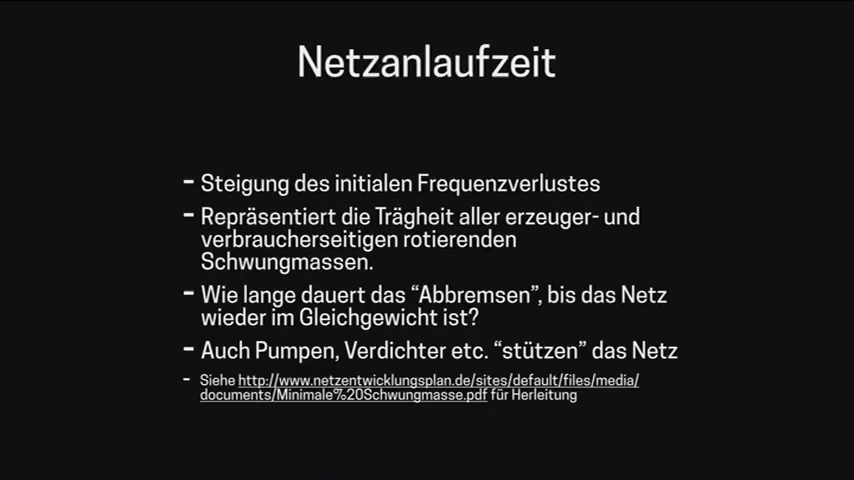 Netzanlaufzeit
- Steigung des initialen Frequenzverlustes
- Repräsentiert die Trägheit aller erzeuger- und
verbraucherseitigen rotierenden
Schwungmassen.
- Wie lange dauert das “Abbremsen”, bis das Netz
wieder im Gleichgewicht ist?
- Auch Pumpen, Verdichter etc. “stützen” das Netz
- Siehe http://www.netzentwicklungsplan.de/sites/default/files/media/
documents/Minimale%20Schwungmasse.pdf für Herleitung